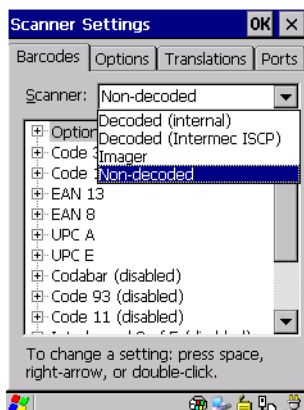 Scanner Settings OK ×
Barcodes Options Translations Ports
Scanner: Non-decoded
Decoded (internal)
Decoded (Intermec ISCP)
Imager
Non-decoded
EAN 13
EAN 8
UPC A
UPC E
Codabar (disabled)
Code 93 (disabled)
Code 11 (disabled)
To change a setting: press space,
right-arrow, or double-click.